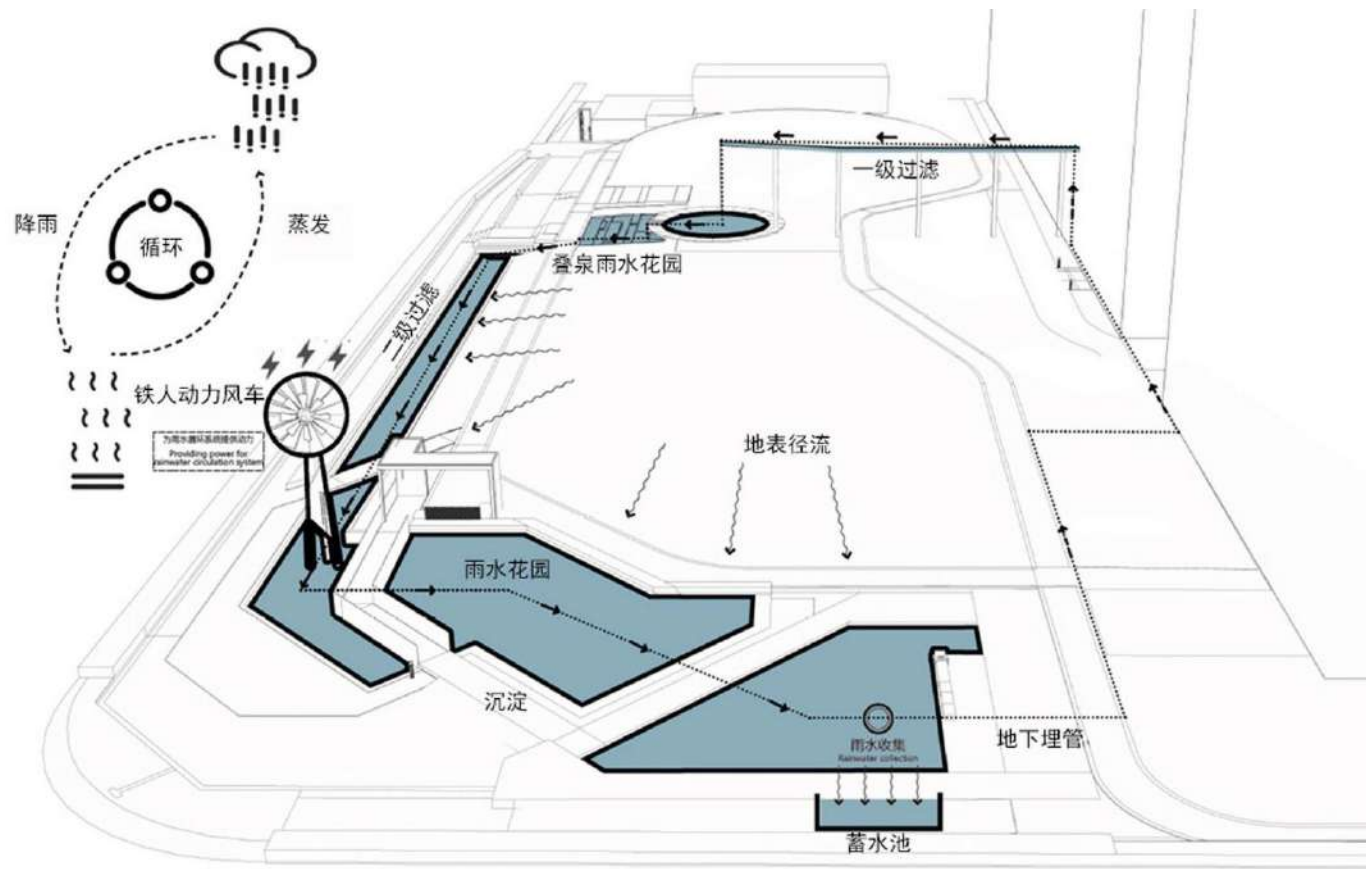 一级过滤
降雨
循环
蒸发
叠泉雨水花园
二级过滤
铁人动力风车
为雨水循环系统提供动力
Providing power for
rainwater circulation system
地表径流
雨水花园
沉淀
雨水收集
Rainwater collection
地下埋管
蓄水池